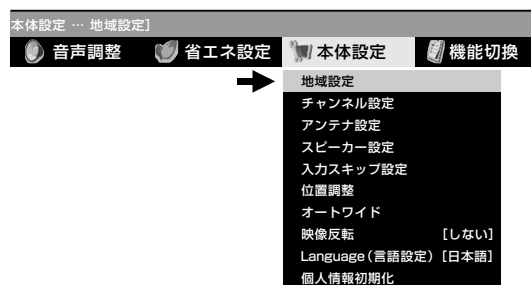 本体設定 … 地域設定]
音声調整 省エネ設定 本体設定 機能切換
地域設定
チャンネル設定
アンテナ設定
スピーカー設定
入力スキップ設定
位置調整
オートワイド
映像反転 [しない]
Language(言語設定) [日本語]
個人情報初期化